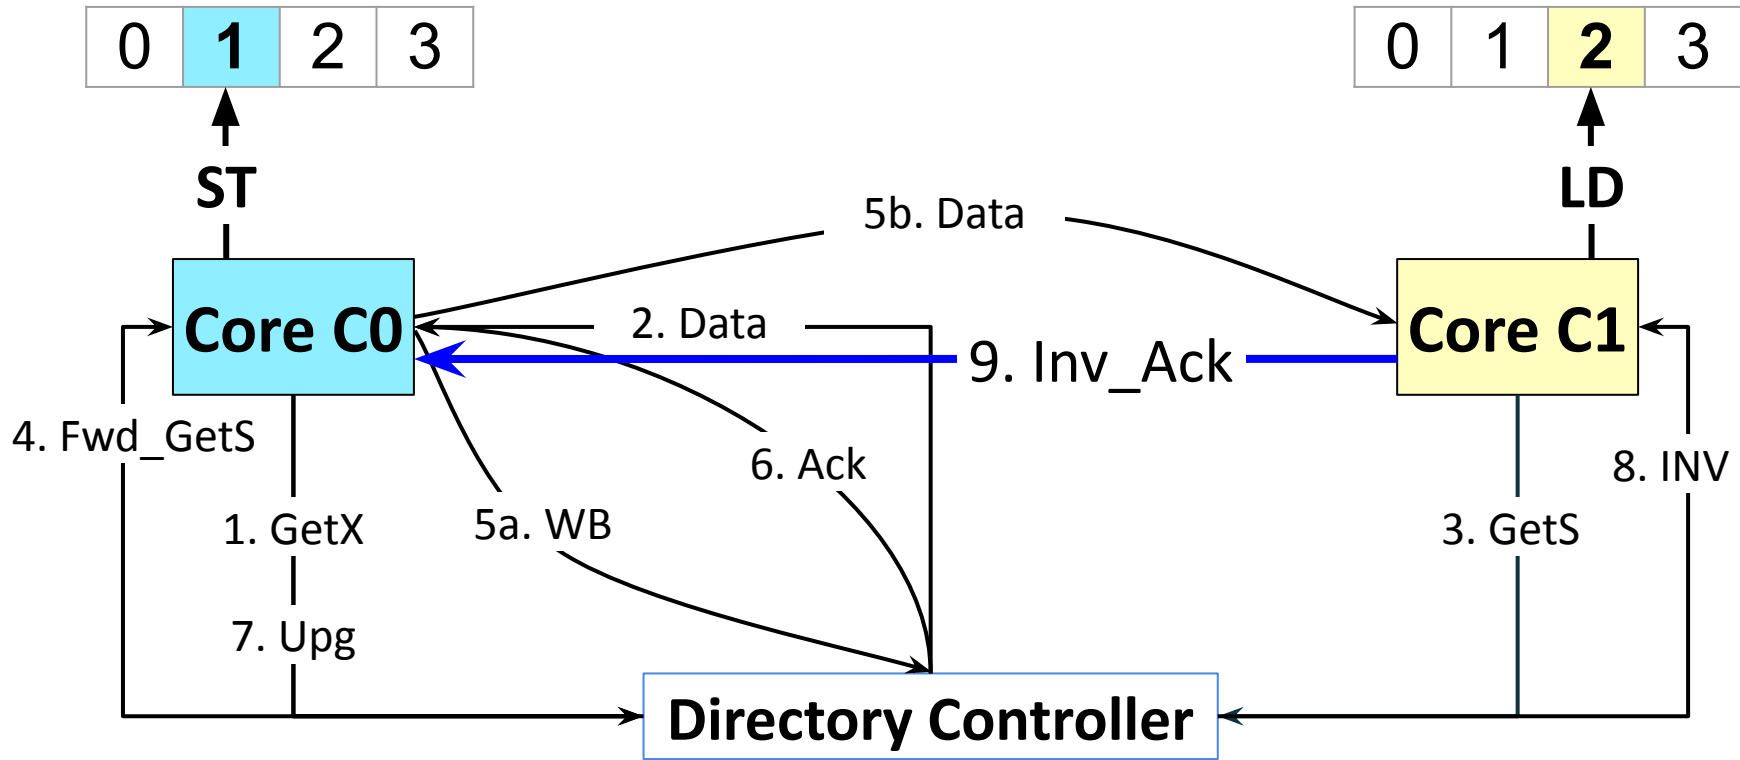 0 1 2 3
0 1 2 3
ST
LD
5b. Data
Core C0
2. Data
9. Inv_Ack
Core C1
4. Fwd_GetS
6. Ack
8. INV
1. GetX
5a. WB
3. GetS
7. Upg
Directory Controller